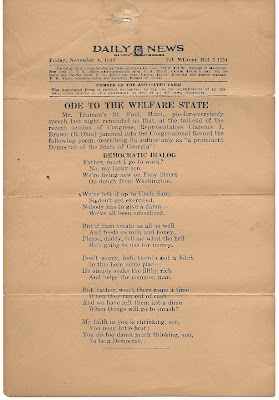 DAILY NEWS
Friday, November 4, 1949 Tel. MUrray Hill 2-1234
MEMBER OF THE ASSOCIATED PRESS
ODE TO THE WELFARE STATE
Mr. Truman's St. Paul, Minn., pie-for-everybody
speech last night reminded us that, at the tail-end of the
recent session of Congress, Representative Clarence J.
Brown (R-Ohio) jammed into the Congressional Record the
following poem, describing its author only as "a prominent
Democrat of the State of Georgia":
DEMOCRATIC DIALOG
Father, must I go to work?
No, my lucky son.
We're living now on Easy Street
On dough from Washington.
We've left it up to Uncle Sam,
So don't get exercised.
Nobody has to give a damn—
We've all been subsidized.
But if Sam treats us all so well
And feeds us milk and honey,
Please, daddy, tell me what the hell
He's going to use for money.
Don't worry, bub, there's not a hitch
In this here noble plan—
He simply soaks the filthy rich
And helps the common man.
But, father, won't there come a time
When they run out of cash
And we have left them not a dime
When things will go to smash?
My faith in you is shrinking, son,
You nosy little brat;
You do too damn much thinking, son,
To be a Democrat.